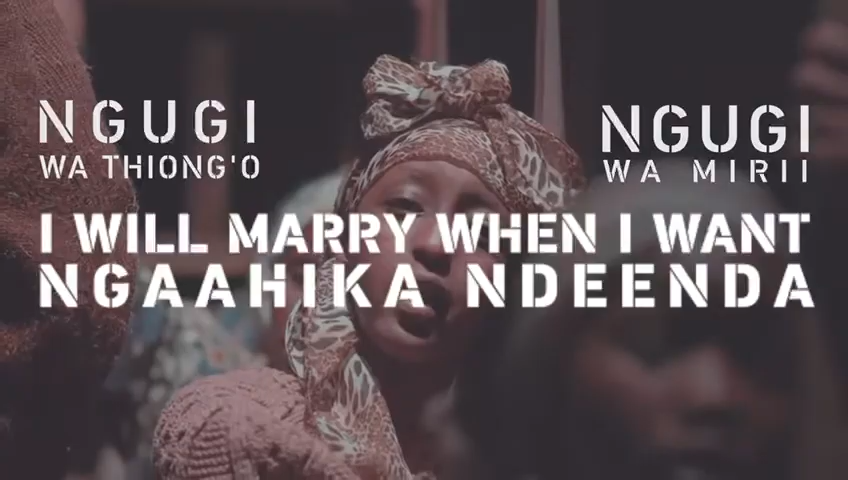 NGUGI
WA THIONG'O
NGUGI
WA MIRII
I WILL MARRY WHEN I WANT
NGAAHIKA NDEENDA